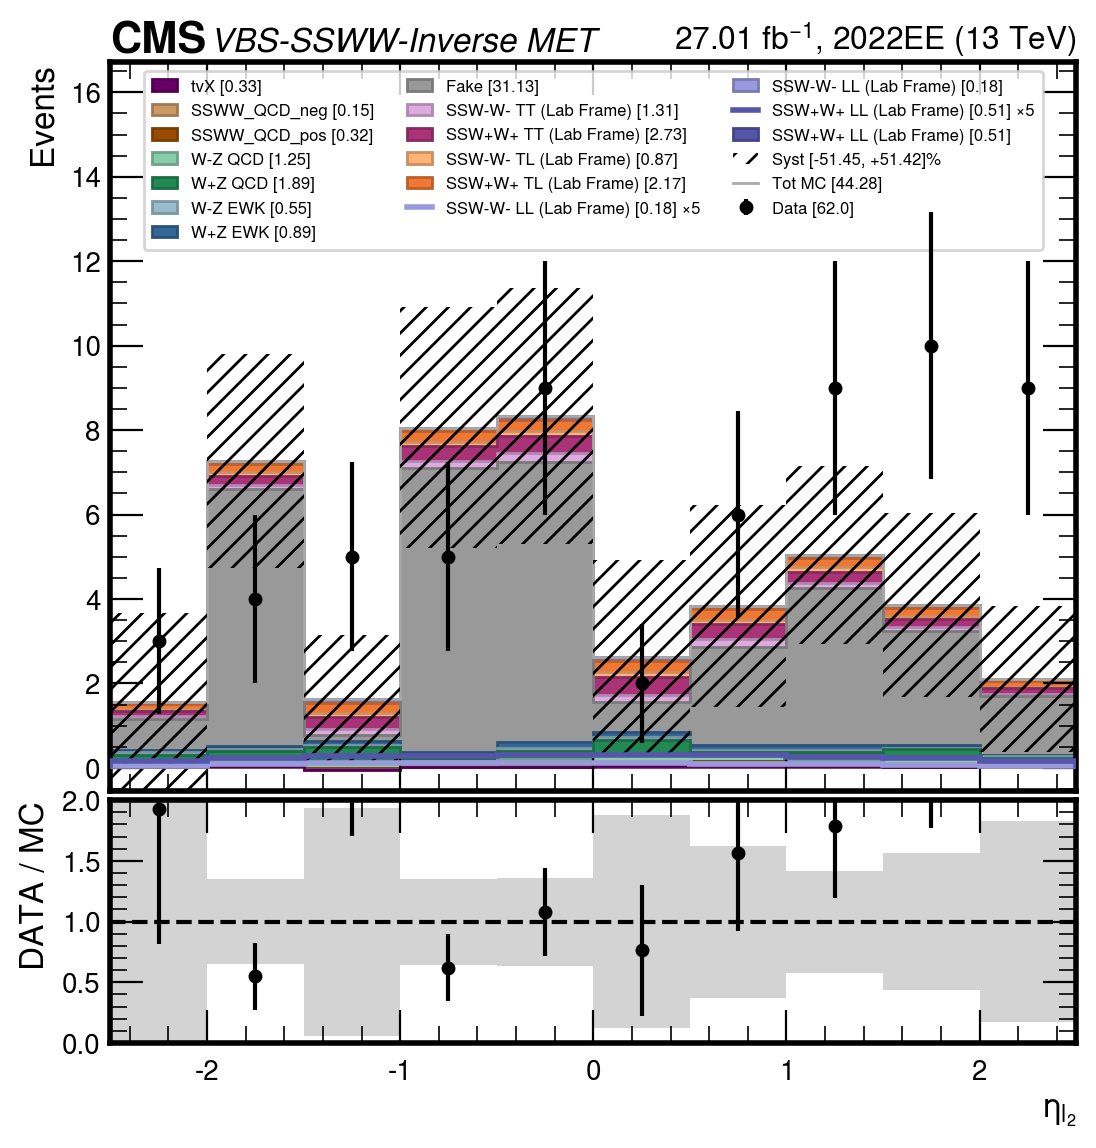 CMS VBS-SSWW-Inverse MET 27.01 fb⁻¹, 2022EE (13 TeV)
Events
tvX [0.33]
SSWW_QCD_neg [0.15]
SSWW_QCD_pos [0.32]
W-Z QCD [1.25]
W+Z QCD [1.89]
W-Z EWK [0.55]
W+Z EWK [0.89]
Fake [31.13]
SSW-W- TT (Lab Frame) [1.31]
SSW+W+ TT (Lab Frame) [2.73]
SSW-W- TL (Lab Frame) [0.87]
SSW+W+ TL (Lab Frame) [2.17]
SSW-W- LL (Lab Frame) [0.18] ×5
SSW-W- LL (Lab Frame) [0.18]
SSW+W+ LL (Lab Frame) [0.51] ×5
SSW+W+ LL (Lab Frame) [0.51]
Syst [-51.45, +51.42]%
Tot MC [44.28]
Data [62.0]
16
14
12
10
8
6
4
2
0
DATA / MC
2.0
1.5
1.0
0.5
0.0
-2 -1 0 1 2
η_{l_2}